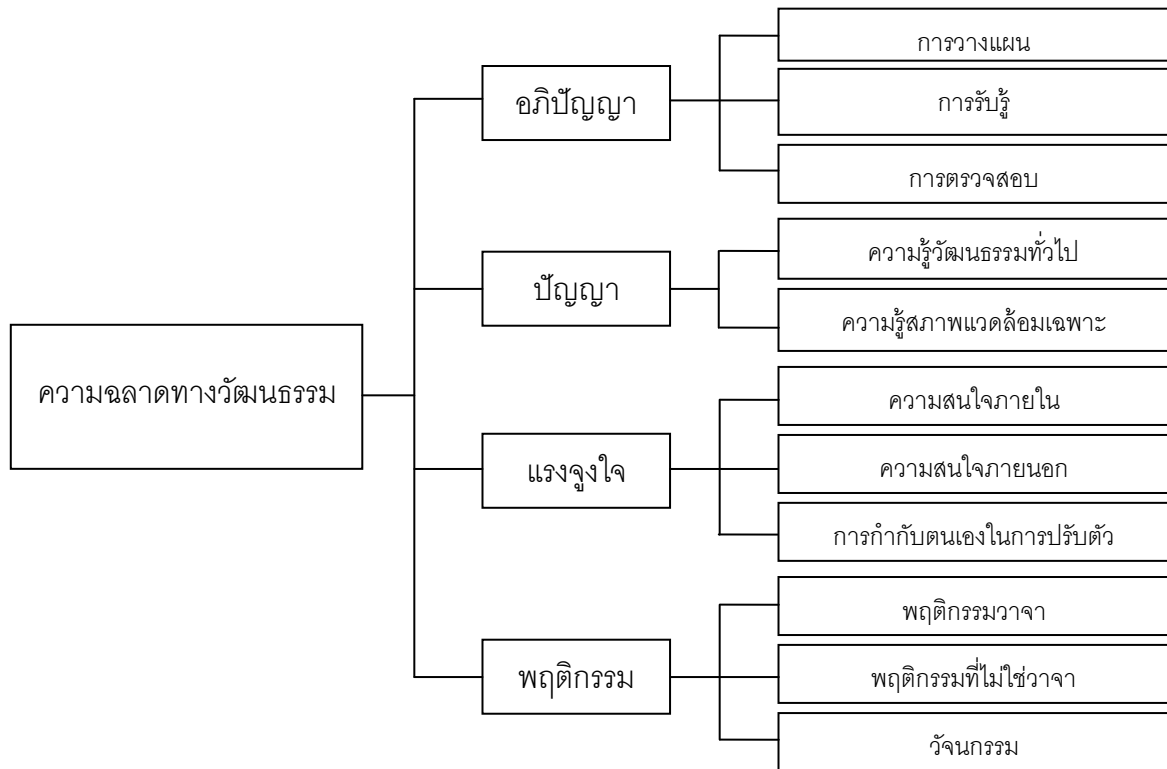 ความฉลาดทางวัฒนธรรม
อภิปัญญา
การวางแผน
การรับรู้
การตรวจสอบ
ปัญญา
ความรู้วัฒนธรรมทั่วไป
ความรู้สภาพแวดล้อมเฉพาะ
แรงจูงใจ
ความสนใจภายใน
ความสนใจภายนอก
การกำกับตนเองในการปรับตัว
พฤติกรรม
พฤติกรรมวาจา
พฤติกรรมที่ไม่ใช่วาจา
วัจนกรรม